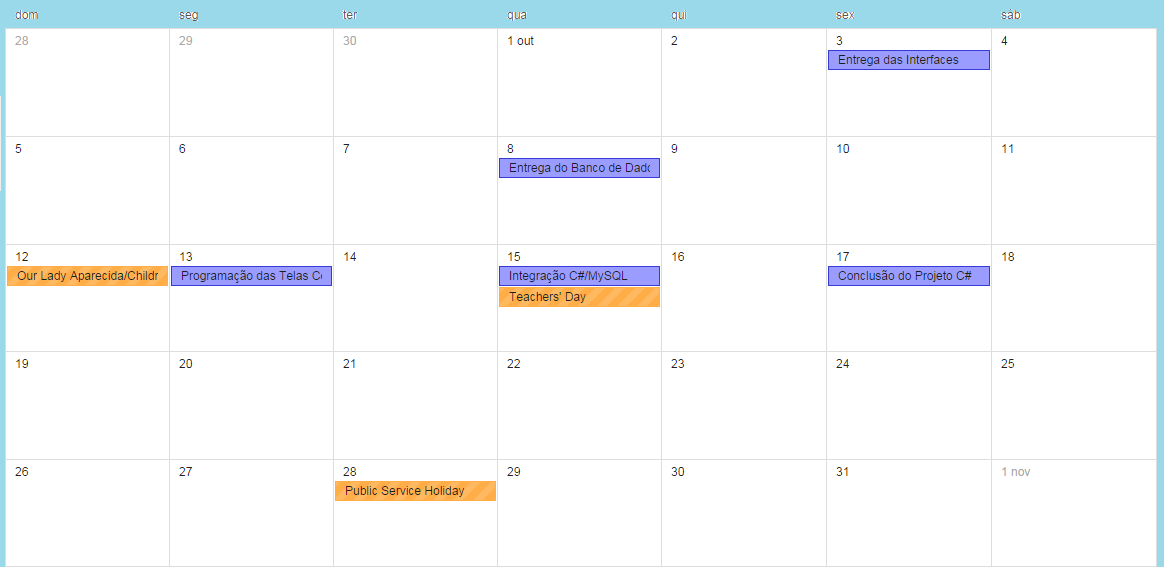 dom seg ter qua qui sex sáb
28 29 30 1 out 2 3 4
Entrega das Interfaces
5 6 7 8 9 10 11
Entrega do Banco de
12 13 14 15 16 17 18
Our Lady Aparecida/Childr Programação das Telas Integração C#/MySQL Conclusão do Projeto C#
Teachers' Day
19 20 21 22 23 24 25
26 27 28 29 30 31 1 nov
Public Service Holiday